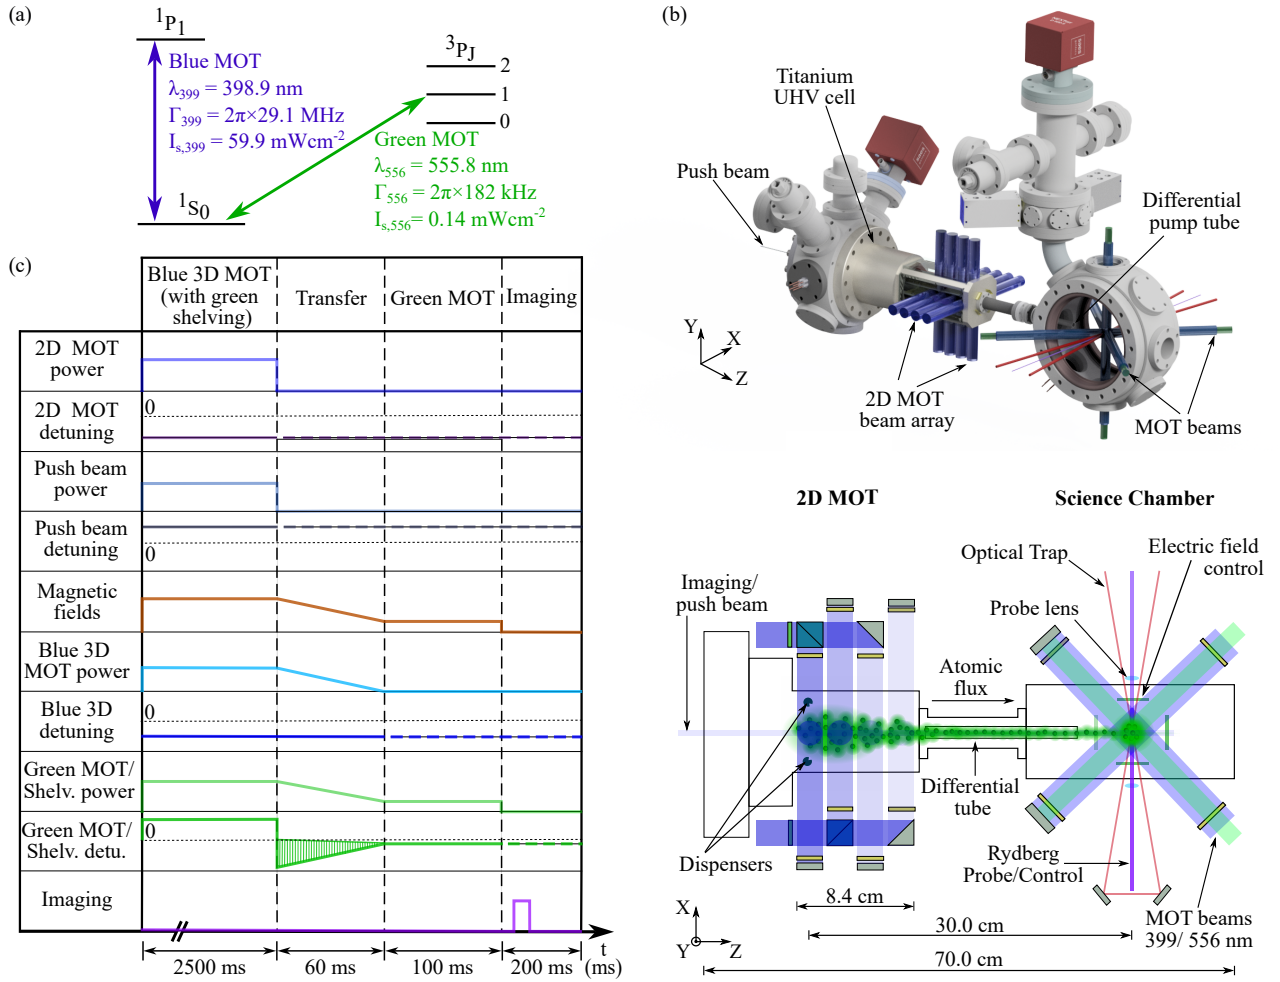 (a)
¹P₁
Blue MOT
λ₃₉₉ = 398.9 nm
Γ₃₉₉ = 2π×29.1 MHz
I_s,399 = 59.9 mWcm⁻²
³P_J
2
1
0
Green MOT
λ₅₅₆ = 555.8 nm
Γ₅₅₆ = 2π×182 kHz
I_s,556 = 0.14 mWcm⁻²
¹S₀
(b)
Titanium
UHV cell
Push beam
Differential
pump tube
Y
X
Z
2D MOT
beam array
MOT beams
(c)
Blue 3D MOT
(with green
shelving)
Transfer
Green MOT
Imaging
2D MOT
power
2D MOT
detuning
0
Push beam
power
Push beam
detuning
0
Magnetic
fields
Blue 3D
MOT power
Blue 3D
detuning
0
Green MOT/
Shelv. power
Green MOT/
Shelv. detu.
0
Imaging
t
(ms)
2500 ms
60 ms
100 ms
200 ms
2D MOT
Science Chamber
Imaging/
push beam
Optical Trap
Electric field
control
Probe lens
Atomic
flux
Differential
tube
Dispensers
Rydberg
Probe/Control
MOT beams
399/ 556 nm
8.4 cm
30.0 cm
70.0 cm
X
Y
Z